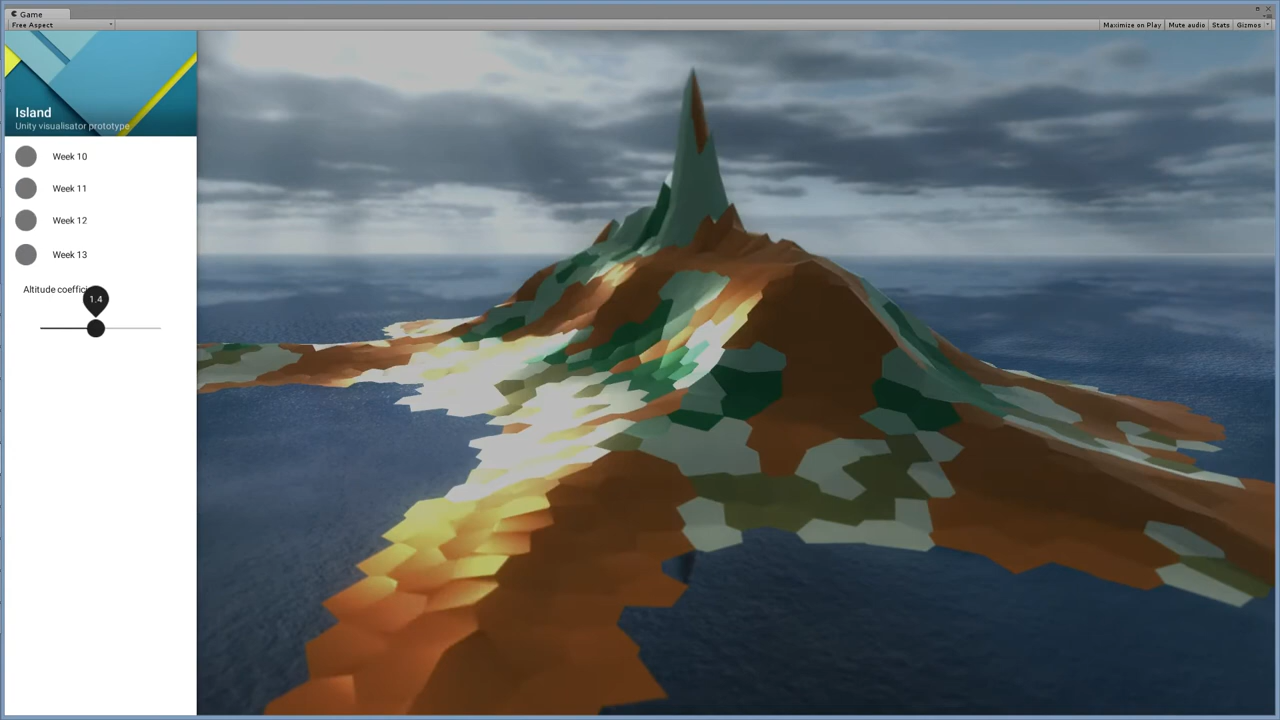 Game
Free Aspect
Maximize on Play Mute audio Stats Gizmos
Island
Unity visualisator prototype
Week 10
Week 11
Week 12
Week 13
Altitude
1.4